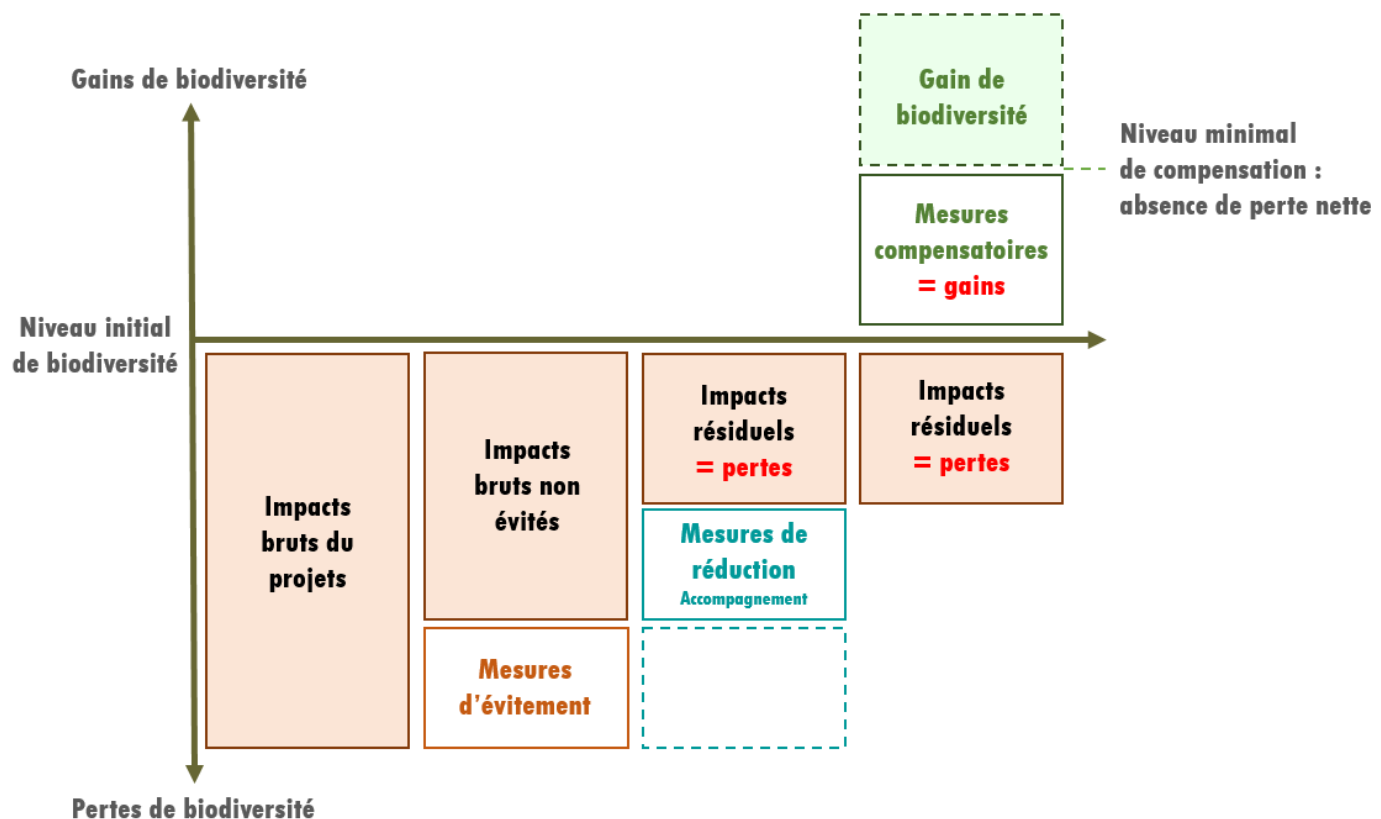 Gains de biodiversité
Gain de
biodiversité
Niveau minimal
de compensation :
absence de perte nette
Mesures
compensatoires
= gains
Niveau initial
de biodiversité
Impacts
bruts du
projets
Impacts
bruts non
évités
Mesures
d'évitement
Impacts
résiduels
= pertes
Mesures de
réduction
Accompagnement
Impacts
résiduels
= pertes
Pertes de biodiversité